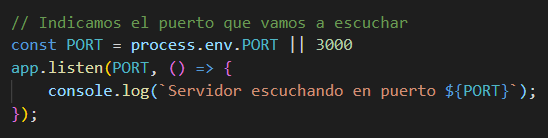 // Indicamos el puerto que vamos a escuchar
const PORT = process.env.PORT || 3000
app.listen(PORT, () => {
    console.log(`Servidor escuchando en puerto ${PORT}`);
});